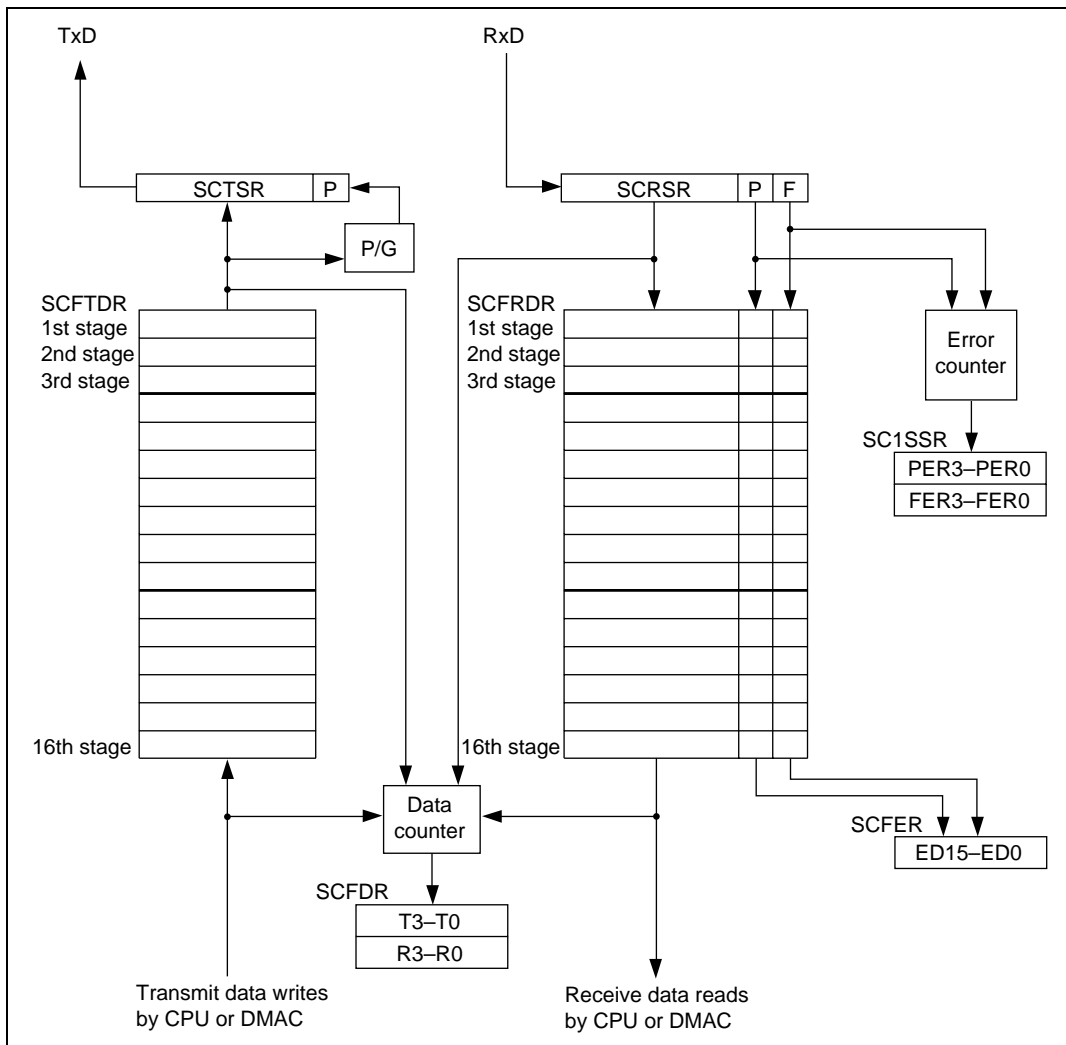 TxD
RxD
SCTSR P
SCRSR P F
P/G
SCFTDR
1st stage
2nd stage
3rd stage
16th stage
SCFRDR
1st stage
2nd stage
3rd stage
16th stage
Error
counter
SC1SSR
PER3–PER0
FER3–FER0
Data
counter
SCFER
ED15–ED0
SCFDR
T3–T0
R3–R0
Transmit data writes
by CPU or DMAC
Receive data reads
by CPU or DMAC